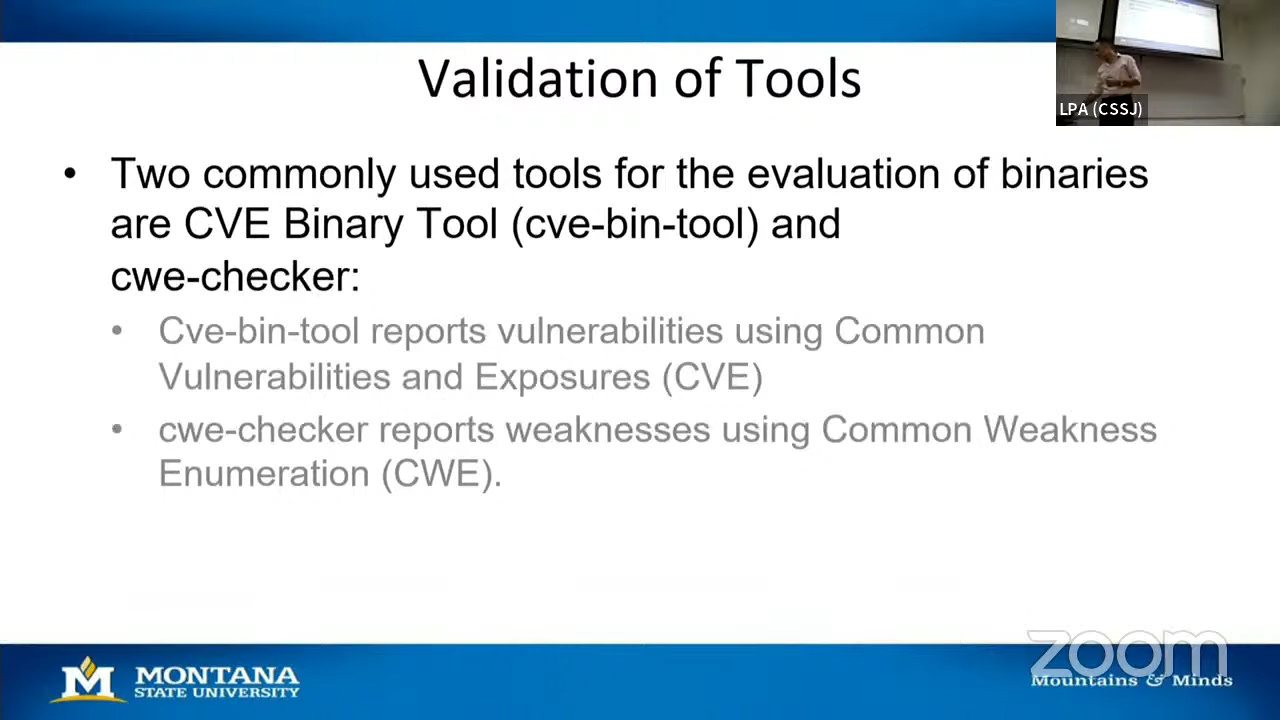 Validation of Tools
LPA (CSSJ)
• Two commonly used tools for the evaluation of binaries
are CVE Binary Tool (cve-bin-tool) and
cwe-checker:
• Cve-bin-tool reports vulnerabilities using Common
Vulnerabilities and Exposures (CVE)
• cwe-checker reports weaknesses using Common Weakness
Enumeration (CWE).
M MONTANA
STATE UNIVERSITY
zoom
Mountains & Minds